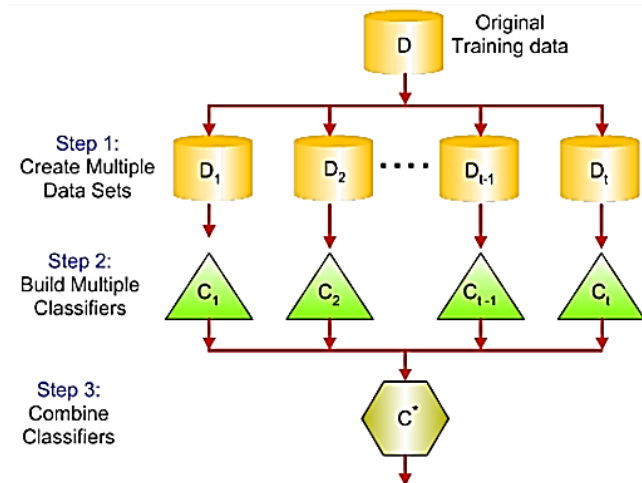 D
Original
Training data
Step 1:
Create Multiple
Data Sets
D1
D2
Dt-1
Dt
Step 2:
Build Multiple
Classifiers
C1
C2
Ct-1
Ct
Step 3:
Combine
Classifiers
C*